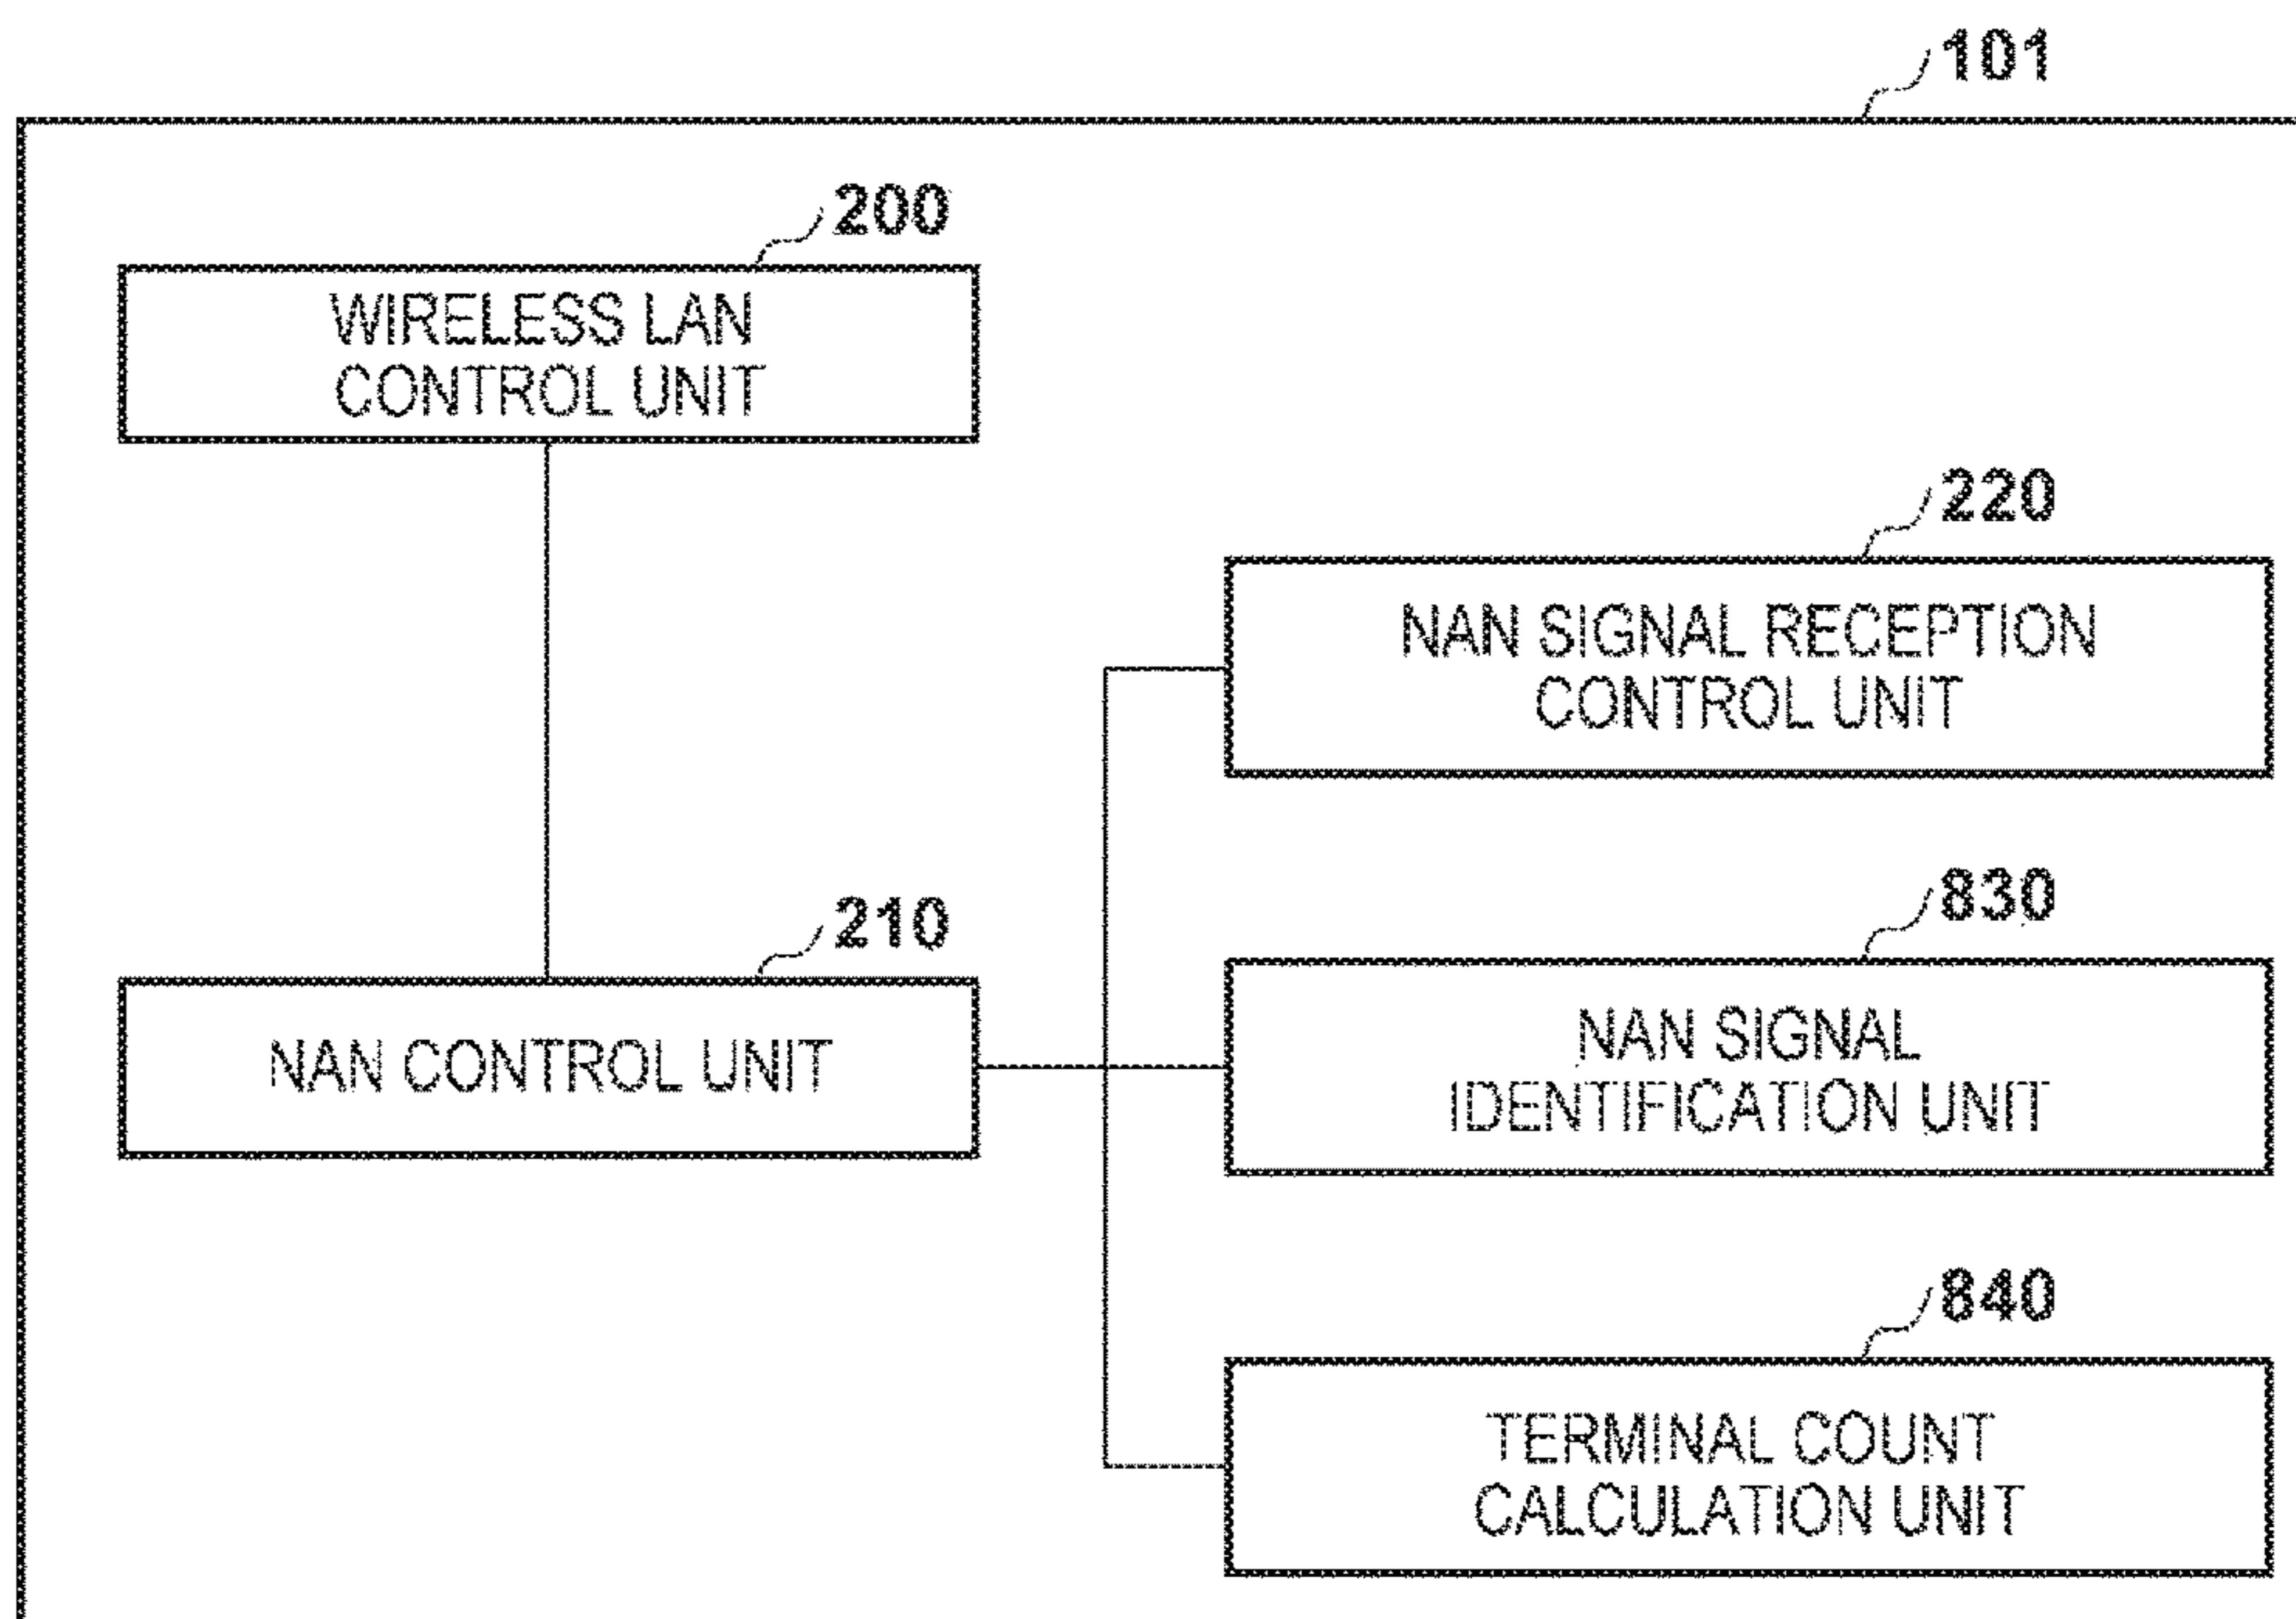 101
200
WIRELESS LAN
CONTROL UNIT
220
NAN SIGNAL RECEPTION
CONTROL UNIT
210
NAN CONTROL UNIT
830
NAN SIGNAL
IDENTIFICATION UNIT
840
TERMINAL COUNT
CALCULATION UNIT